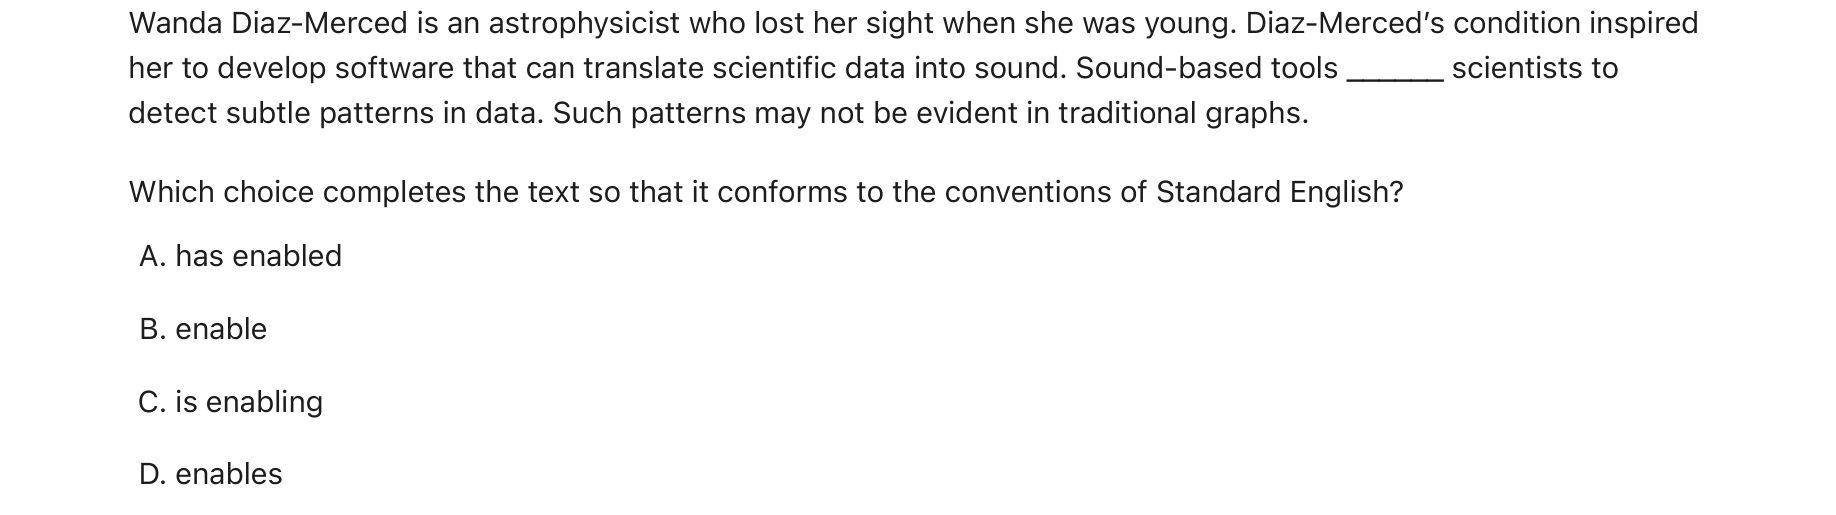 Wanda Diaz-Merced is an astrophysicist who lost her sight when she was young. Diaz-Merced’s condition inspired
her to develop software that can translate scientific data into sound. Sound-based tools ______ scientists to
detect subtle patterns in data. Such patterns may not be evident in traditional graphs.
Which choice completes the text so that it conforms to the conventions of Standard English?
A. has enabled
B. enable
C. is enabling
D. enables